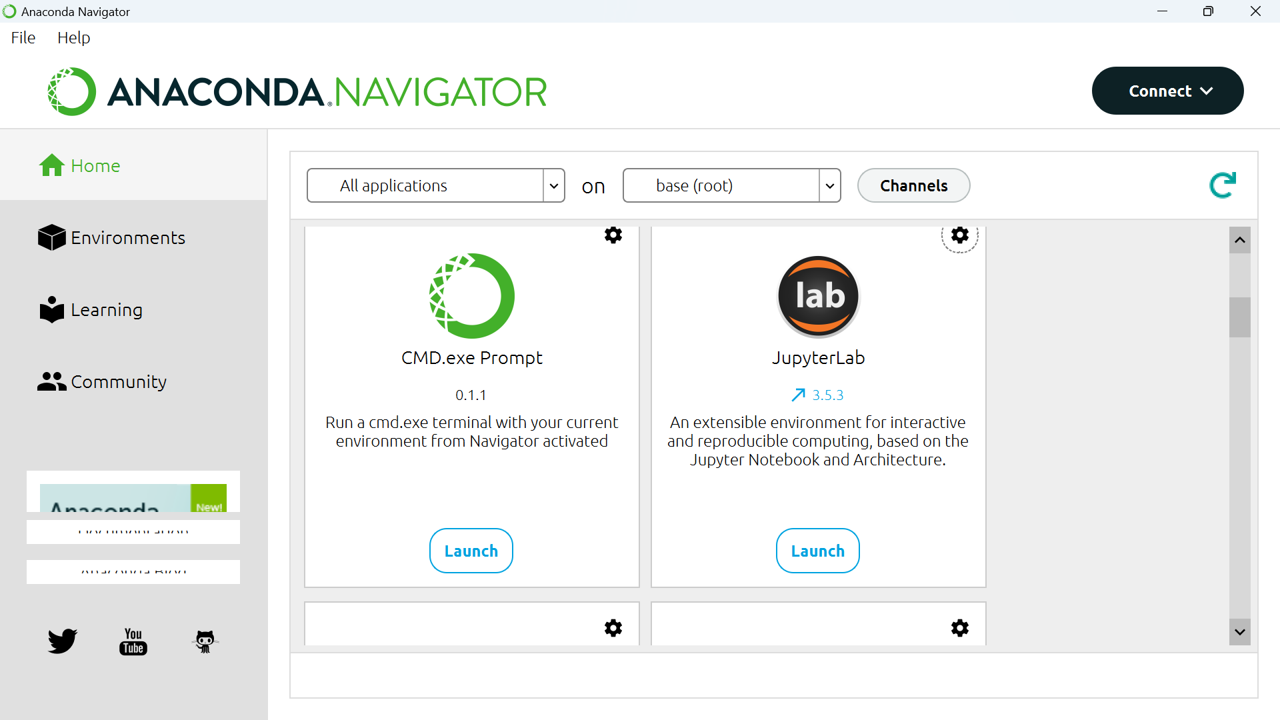 Anaconda Navigator
File Help
ANACONDA.NAVIGATOR
Connect
Home
Environments
Learning
Community
Anaconda
New!
You
Tube
All applications on base (root) Channels
CMD.exe Prompt
0.1.1
Run a cmd.exe terminal with your current
environment from Navigator activated
Launch
lab
JupyterLab
3.5.3
An extensible environment for interactive
and reproducible computing, based on the
Jupyter Notebook and Architecture.
Launch